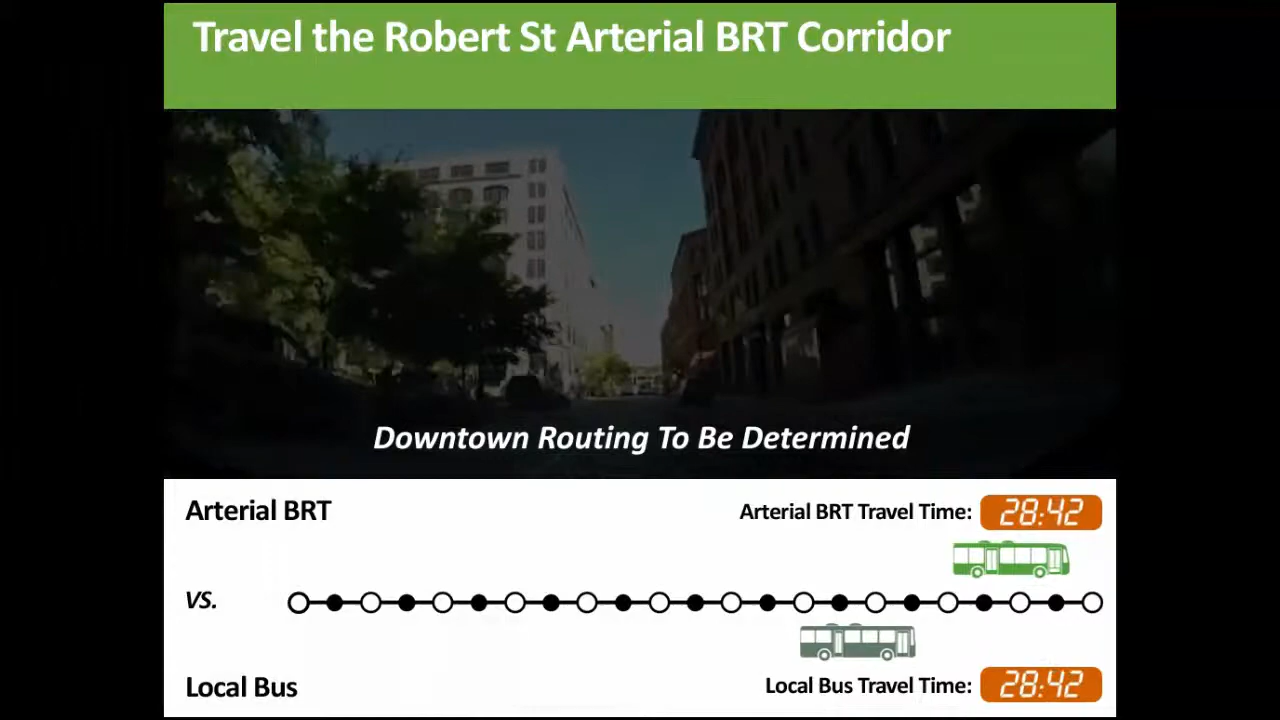 Travel the Robert St Arterial BRT Corridor
Downtown Routing To Be Determined
Arterial BRT
Arterial BRT Travel Time: 28:42
VS.
Local Bus
Local Bus Travel Time: 28:42